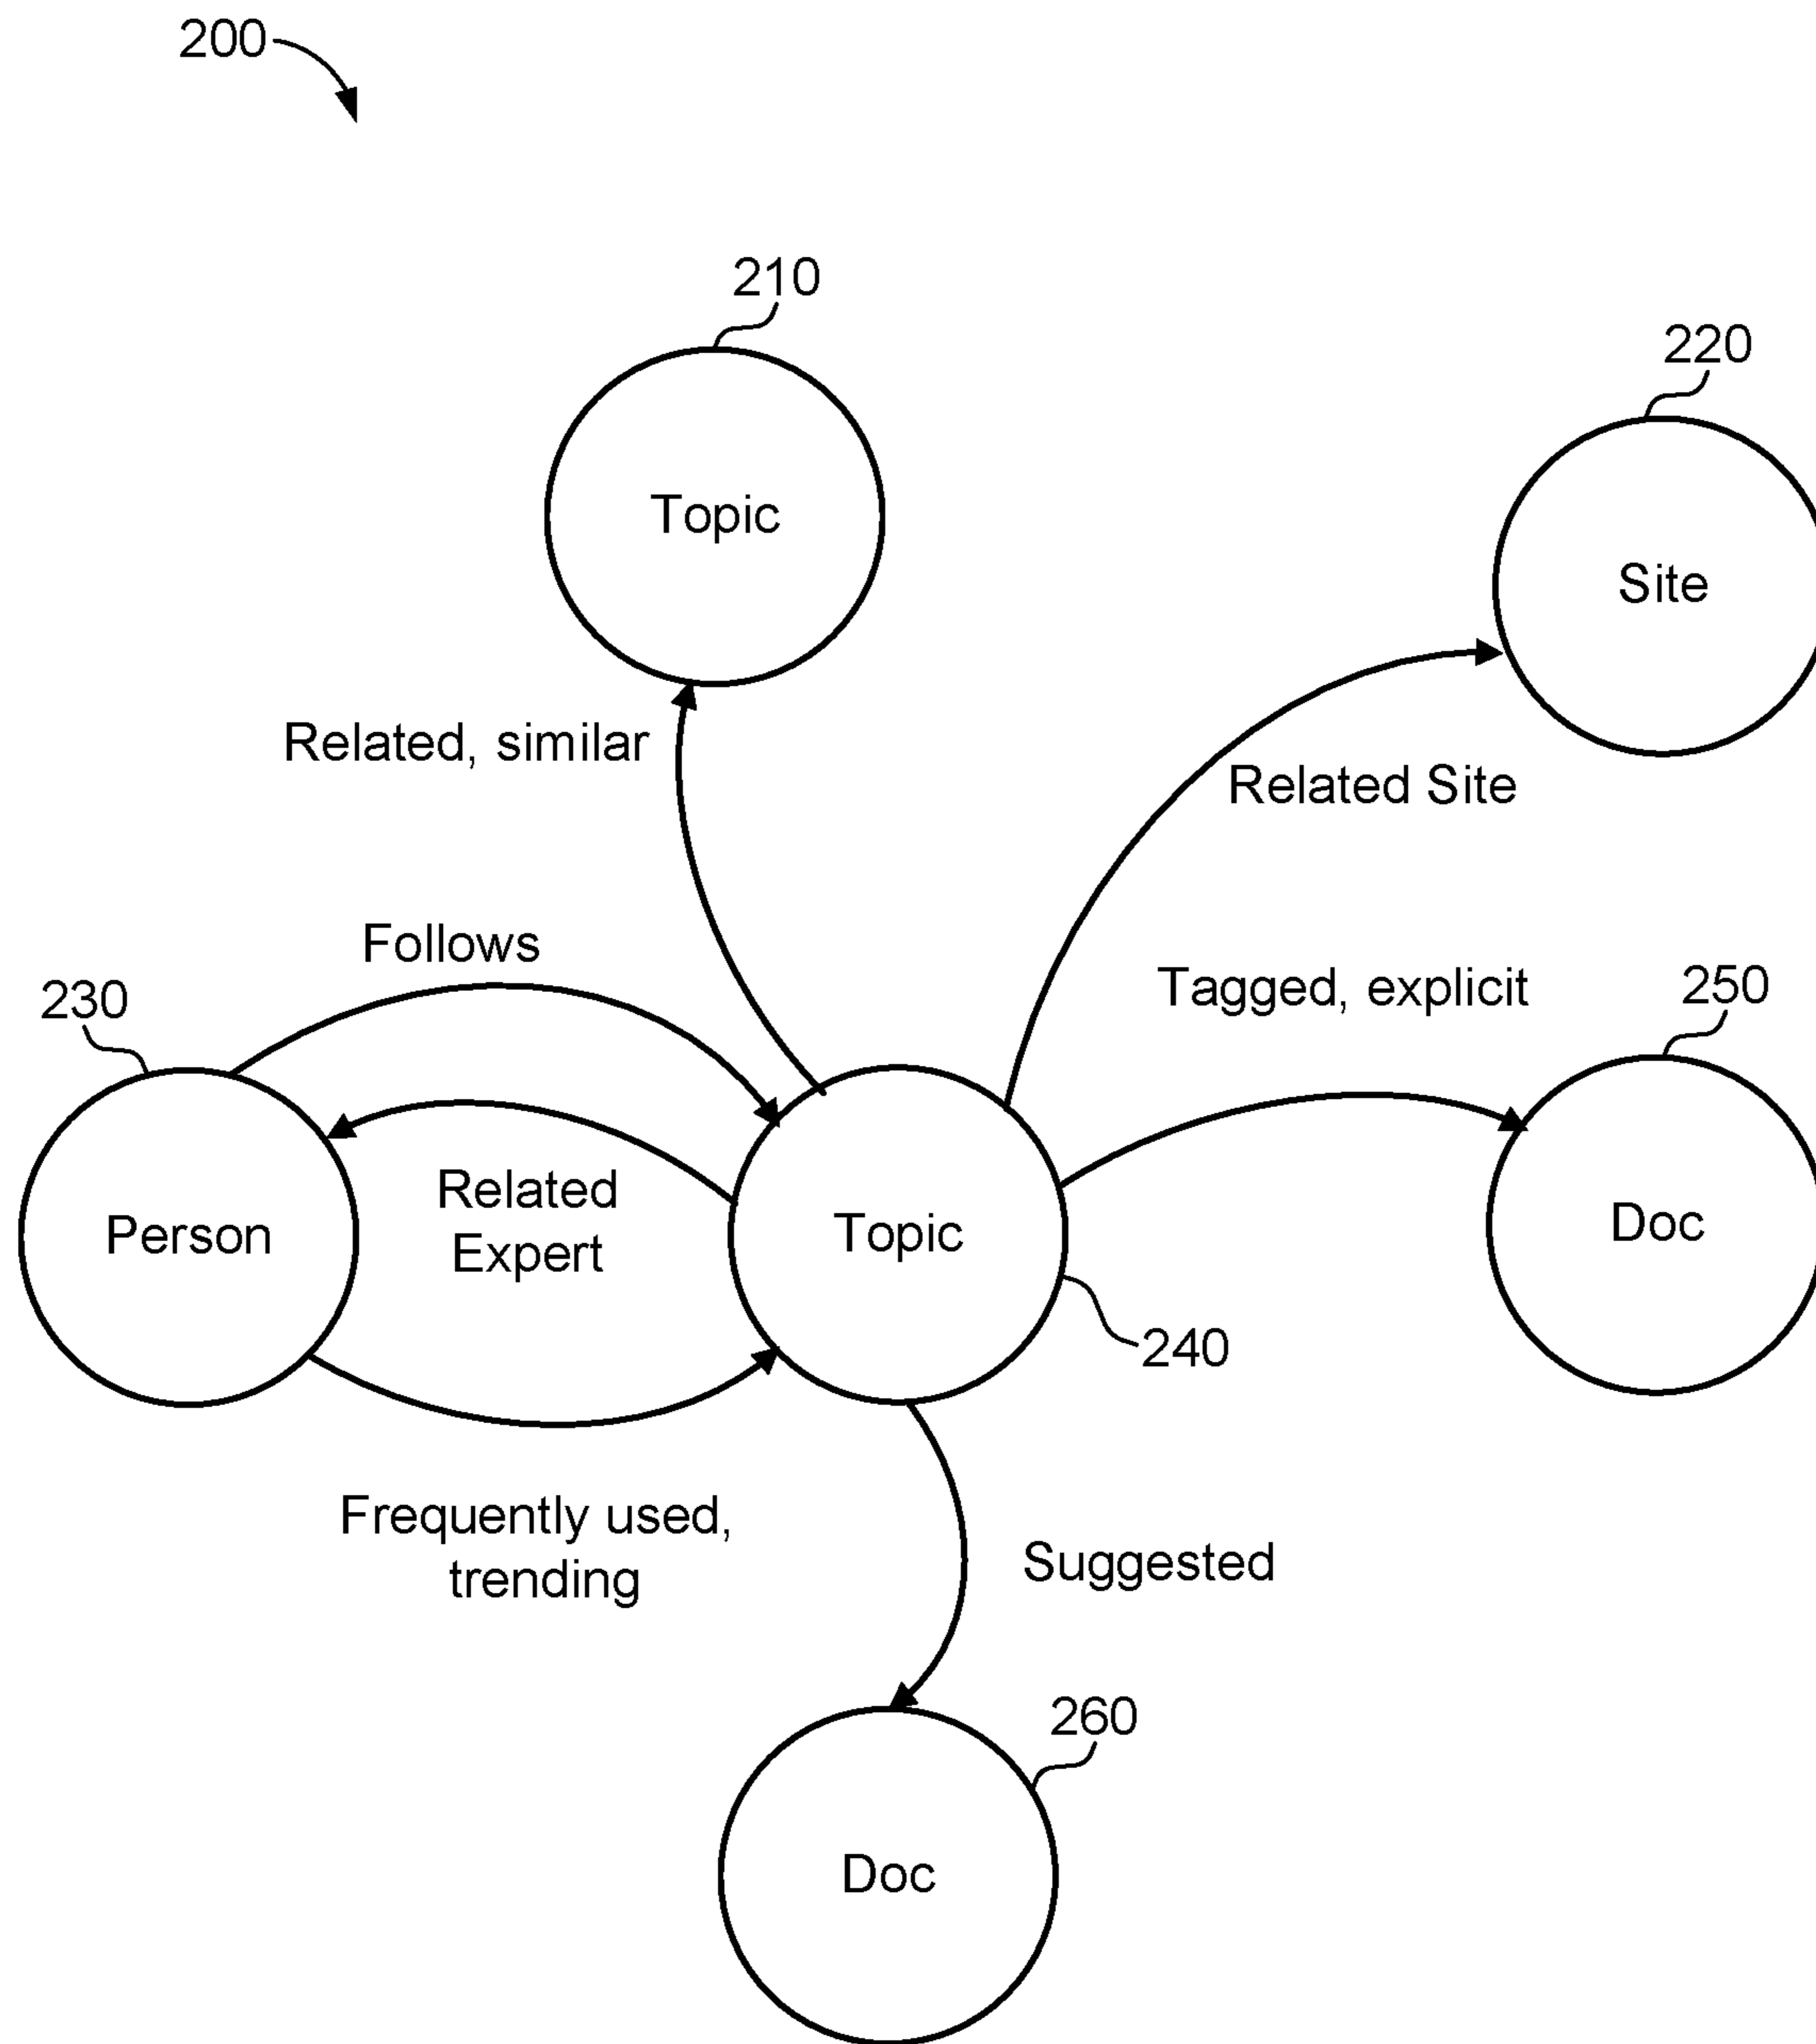 200
210
220
Topic
Site
Related, similar
Related Site
Follows
Tagged, explicit
250
230
Related
Expert
Person
Topic
Doc
240
Frequently used,
trending
Suggested
260
Doc